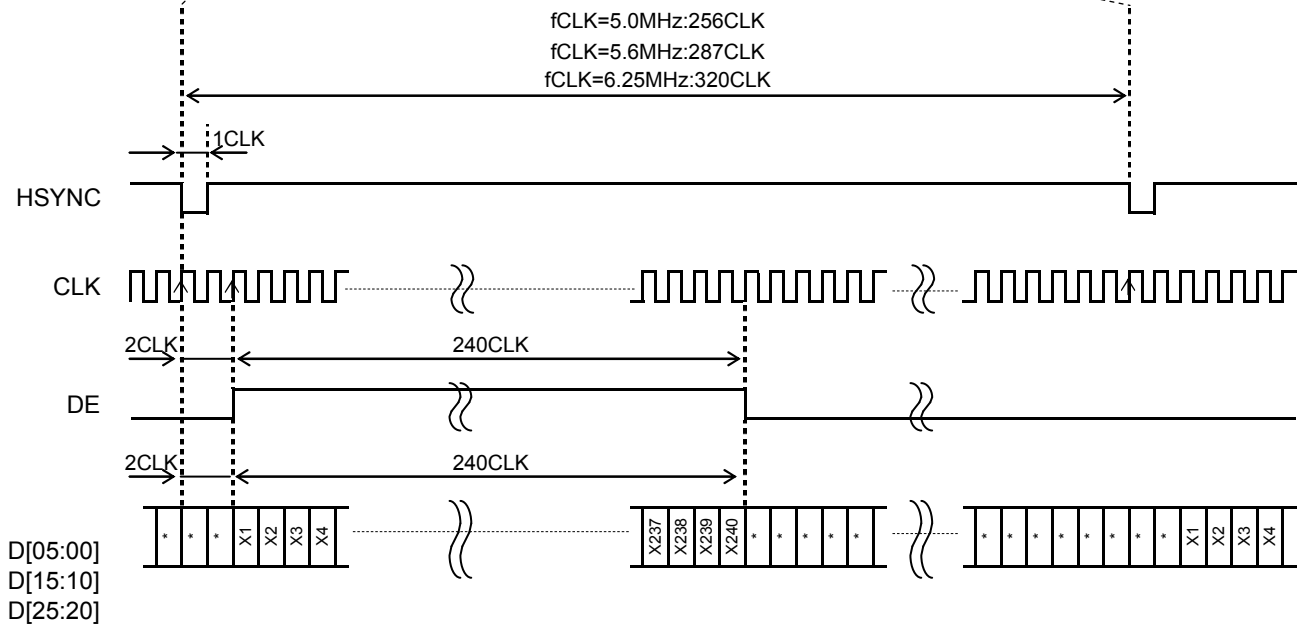 fCLK=5.0MHz:256CLK
fCLK=5.6MHz:287CLK
fCLK=6.25MHz:320CLK
1CLK
HSYNC
CLK
2CLK 240CLK
DE
2CLK 240CLK
* * * X1 X2 X3 X4 X237 X238 X239 X240 * * * * * * * * * * * * * X1 X2 X3 X4
D[05:00]
D[15:10]
D[25:20]